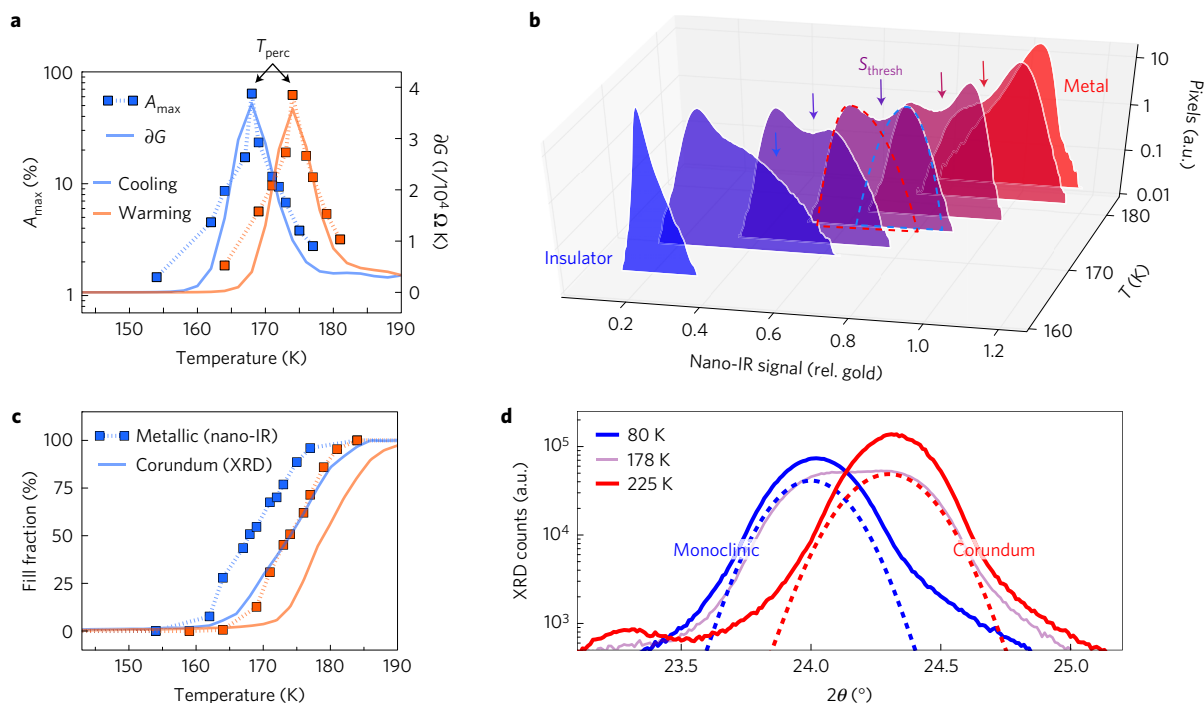 a
T_perc
100
10
1
A_max (%)
A_max
∂G
Cooling
Warming
4
3
2
1
0
∂G (1/10⁴ Ω K)
150
160
170
180
190
Temperature (K)
b
S_thresh
Metal
Insulator
10
1
0.1
0.01
Pixels (a.u.)
180
170
160
T (K)
0.2
0.4
0.6
0.8
1.0
1.2
Nano-IR signal (rel. gold)
c
100
75
50
25
0
Fill fraction (%)
Metallic (nano-IR)
Corundum (XRD)
150
160
170
180
190
Temperature (K)
d
80 K
178 K
225 K
10⁵
10⁴
10³
XRD counts (a.u.)
Monoclinic
Corundum
23.5
24.0
24.5
25.0
2θ (°)